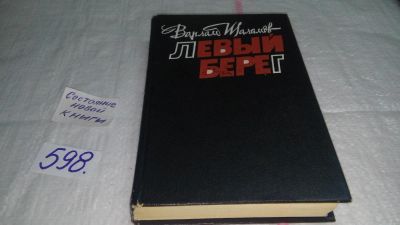 Варлам Шаламов
ЛЕВЫЙ
БЕРЕГ
Состояние
новой
книги
598.